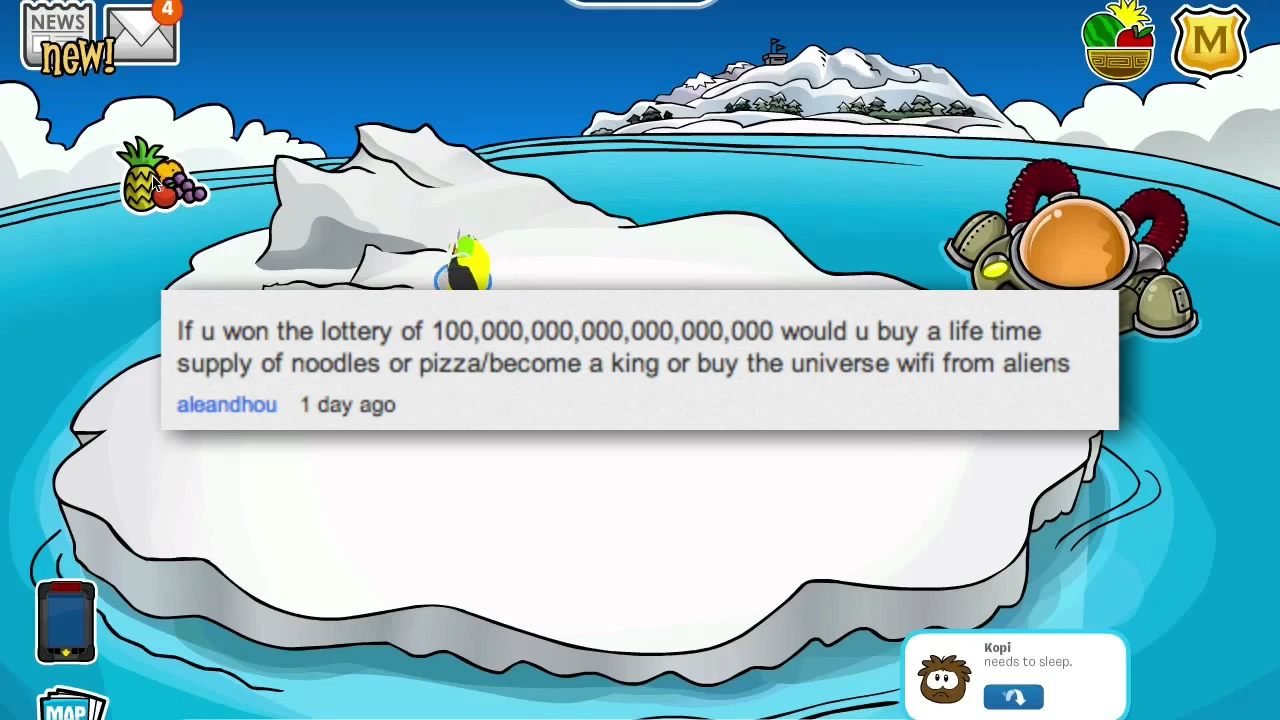 NEWS
new!
4
M
If u won the lottery of 100,000,000,000,000,000,000 would u buy a life time
supply of noodles or pizza/become a king or buy the universe wifi from aliens
aleandhou 1 day ago
Kopi
needs to sleep.
MAP